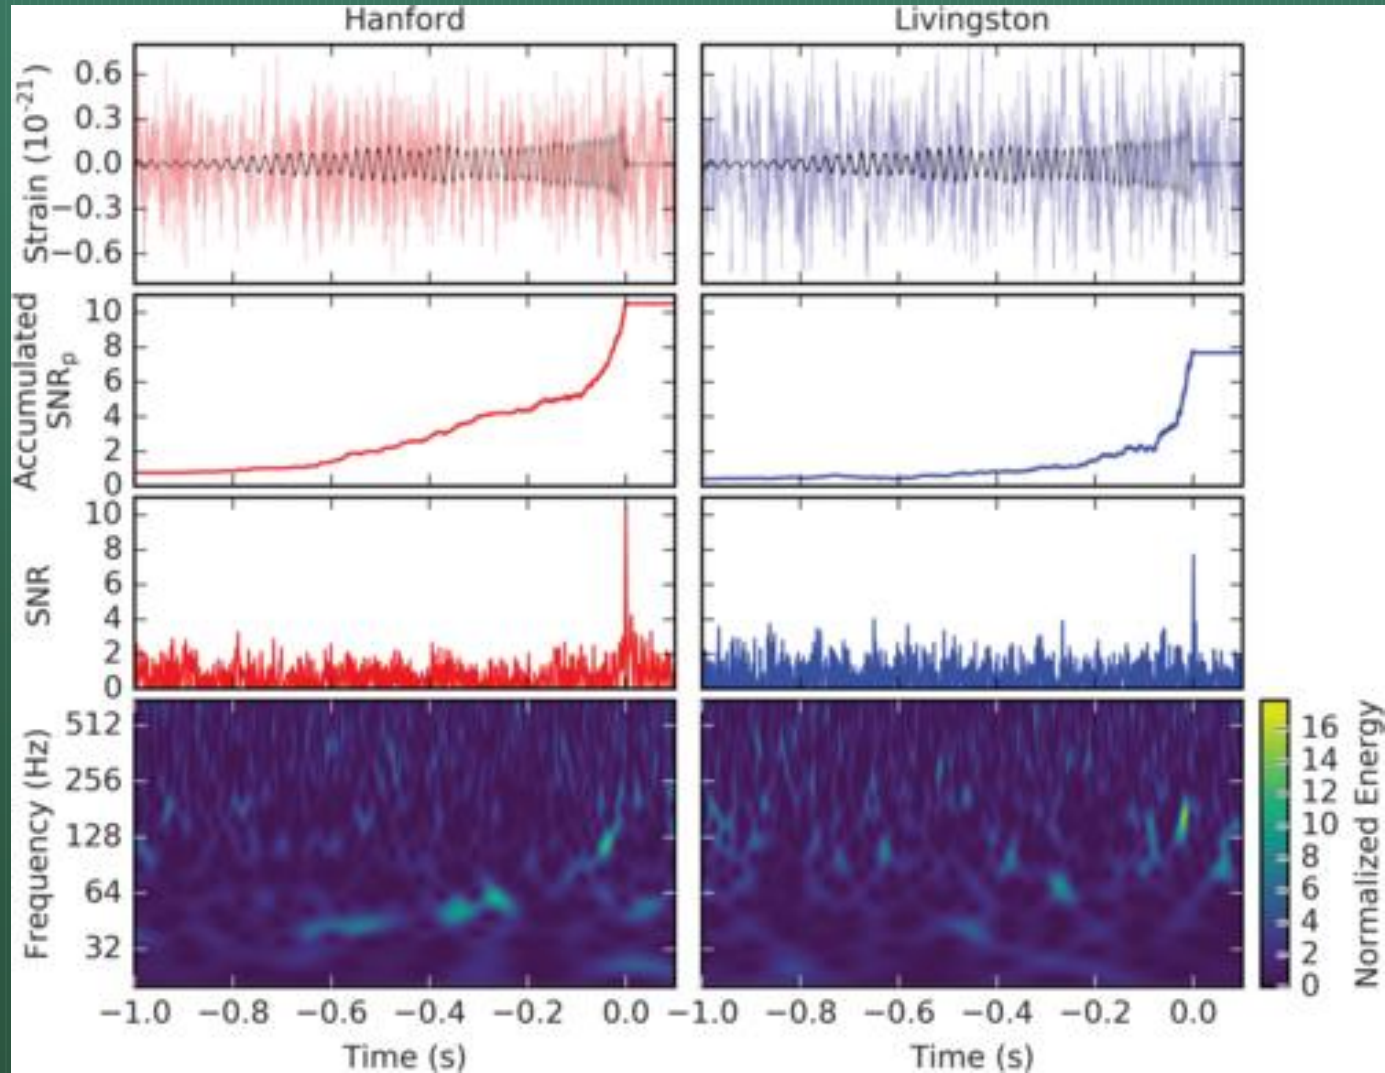 Hanford
Livingston
Strain (10⁻²¹)
0.6
0.3
0.0
−0.3
−0.6
Accumulated
SNRₚ
10
8
6
4
2
0
SNR
10
8
6
4
2
0
Frequency (Hz)
512
256
128
64
32
−1.0 −0.8 −0.6 −0.4 −0.2 0.0
−1.0 −0.8 −0.6 −0.4 −0.2 0.0
Time (s)
Time (s)
16
14
12
10
8
6
4
2
0
Normalized Energy